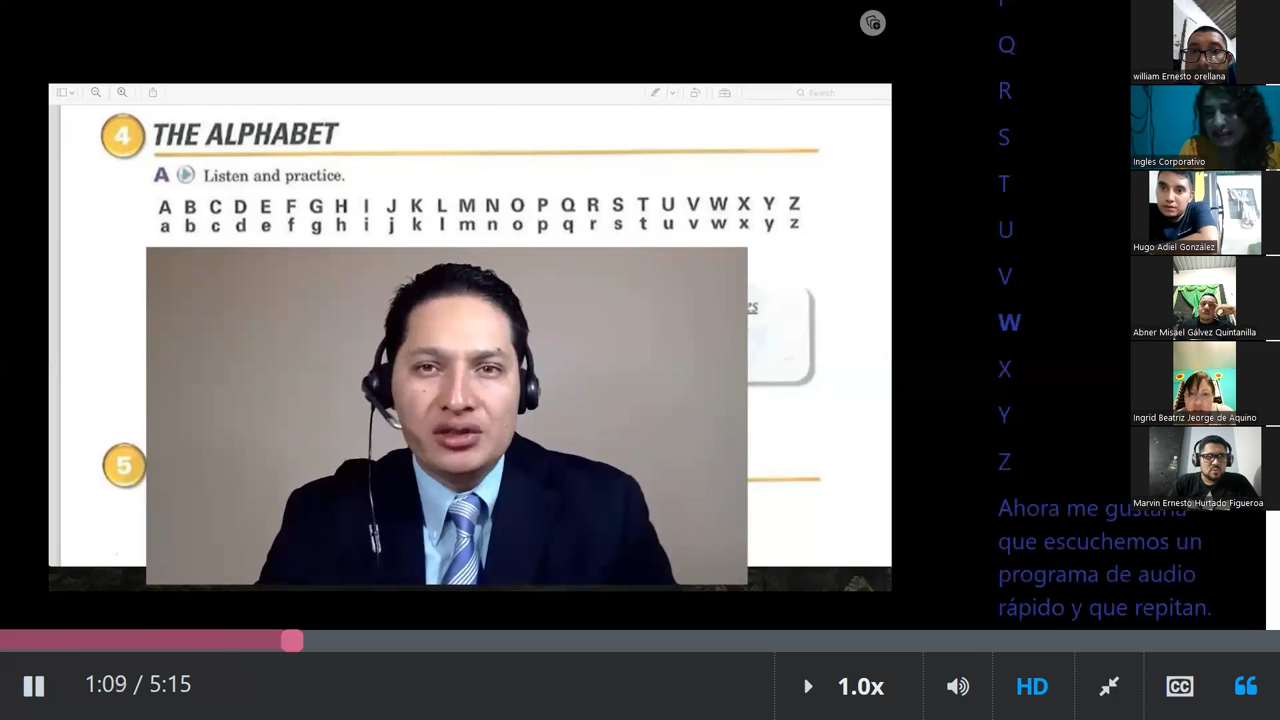 4 THE ALPHABET
A Listen and practice.
A B C D E F G H I J K L M N O P Q R S T U V W X Y Z
a b c d e f g h i j k l m n o p q r s t u v w x y z
5
Search
Q
R
S
T
U
V
W
X
Y
Z
Ahora me gustaría
que escuchemos un
programa de audio
rápido y que repitan.
william Ernesto orellana
Ingles Corporativo
Hugo Adiel González
Abner Misael Gálvez Quintanilla
Ingrid Beatriz Jeorge de Aquino
Marvin Ernesto Hurtado Figueroa
1:09 / 5:15
1.0x
HD
CC